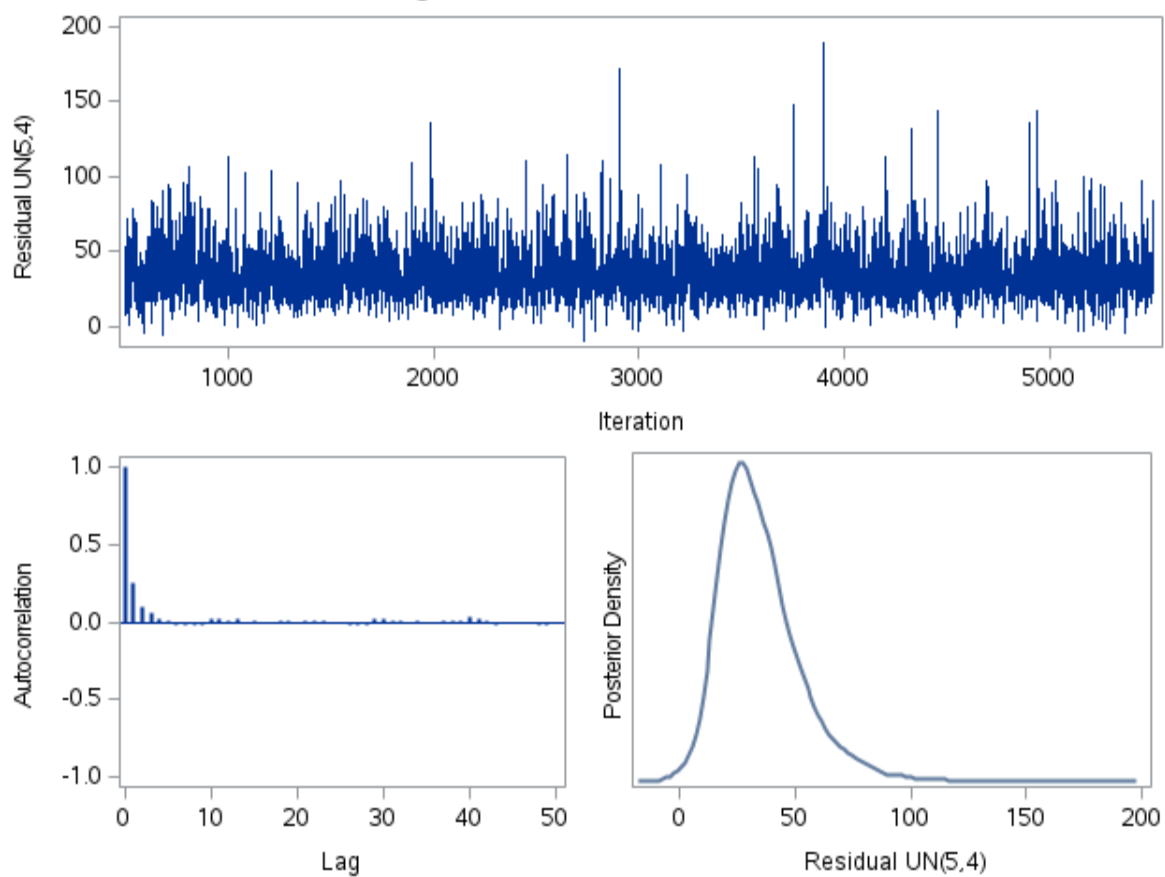 200
150
100
50
0
Residual UN(5,4)
1000 2000 3000 4000 5000
Iteration
1.0
0.5
0.0
-0.5
-1.0
Autocorrelation
0 10 20 30 40 50
Lag
Posterior Density
0 50 100 150 200
Residual UN(5,4)